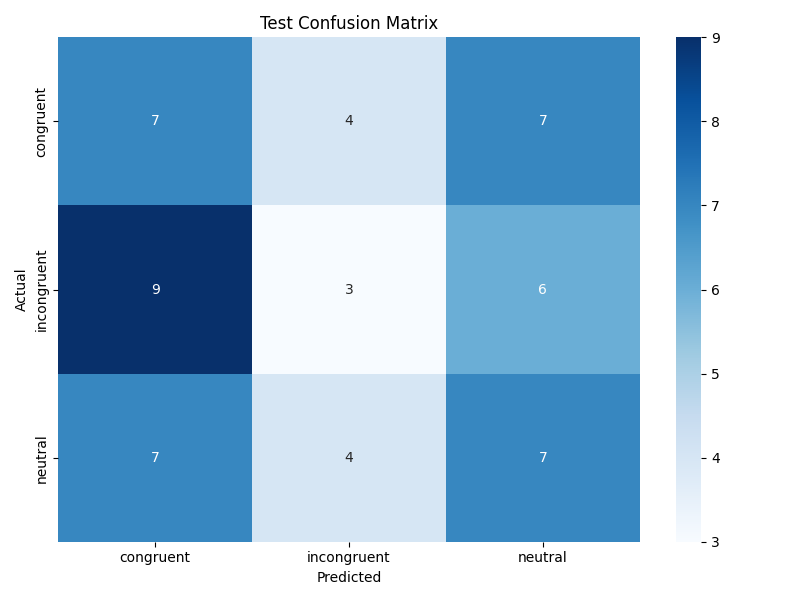 Test Confusion Matrix
Actual
congruent
7 4 7
incongruent
9 3 6
neutral
7 4 7
congruent incongruent neutral
Predicted
9
8
7
6
5
4
3